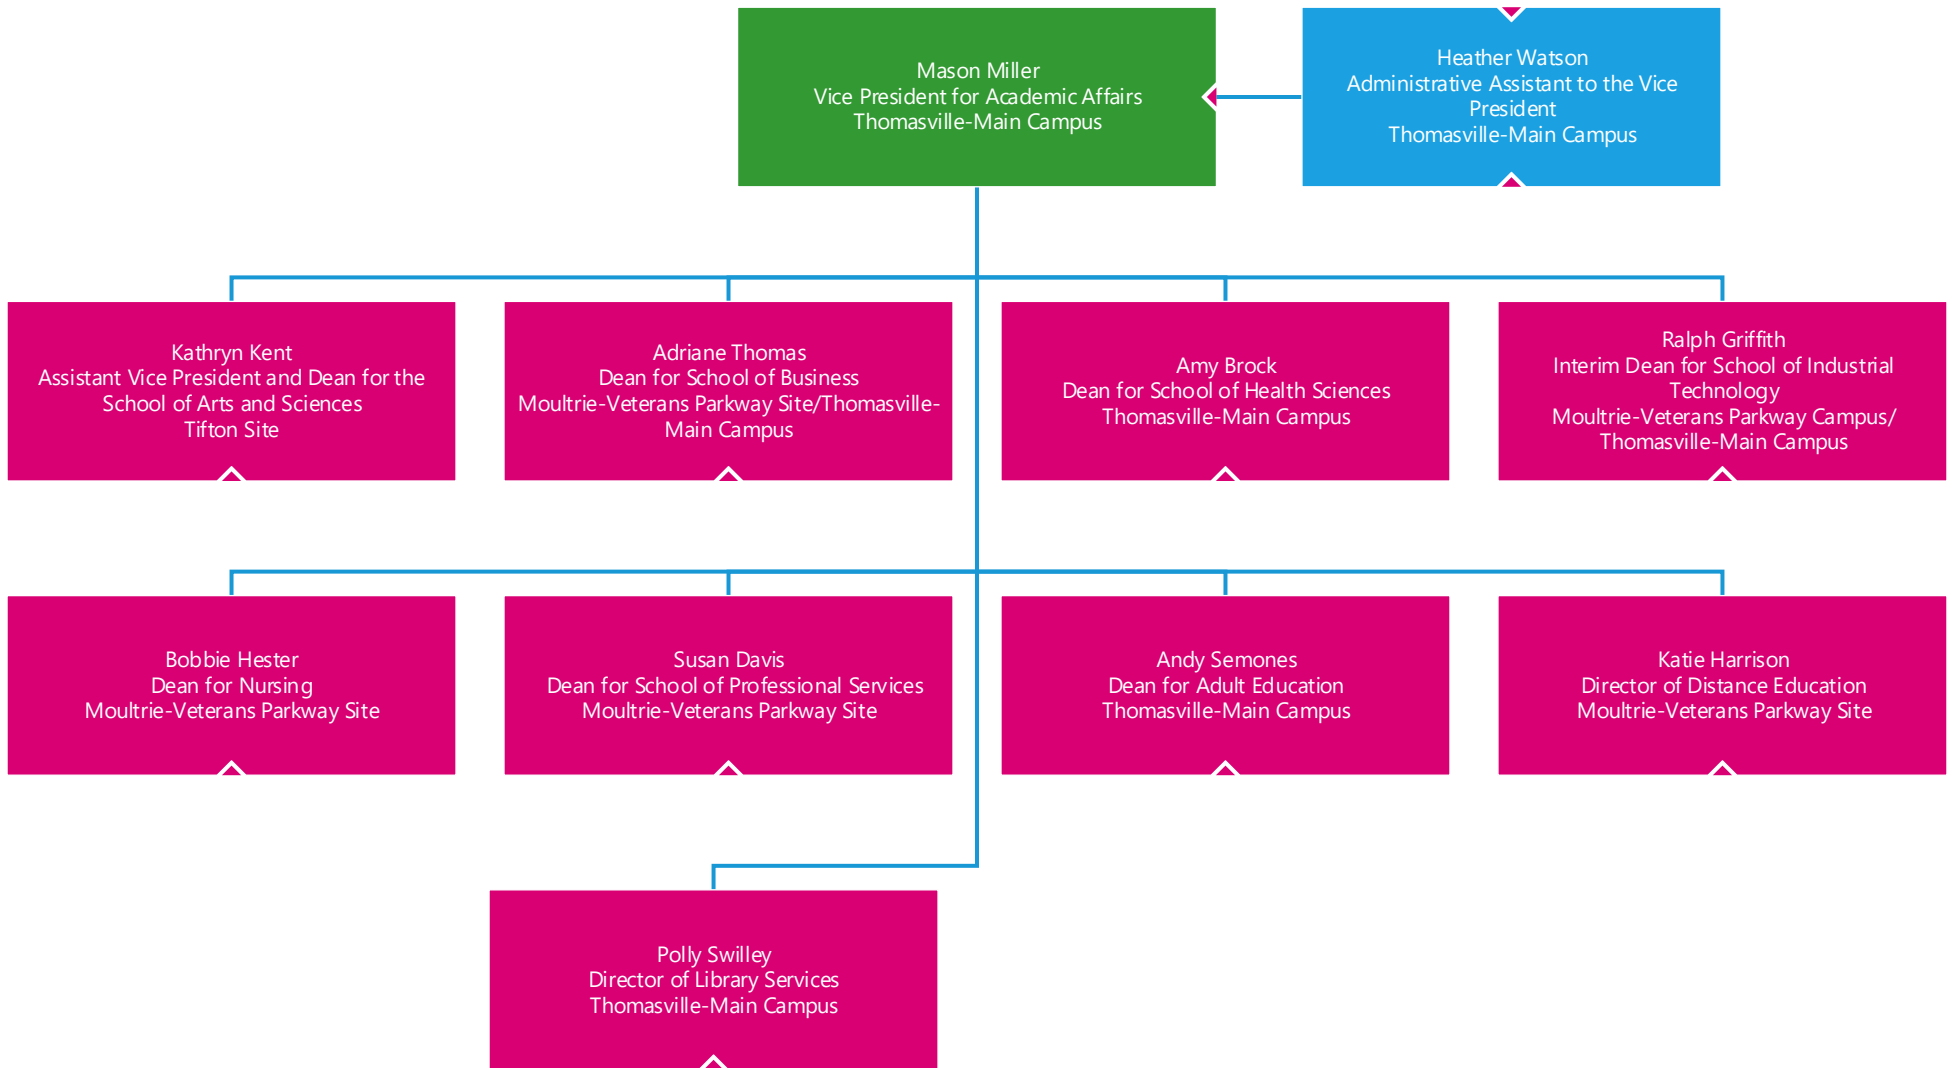 Mason Miller
Vice President for Academic Affairs
Thomasville-Main Campus
Heather Watson
Administrative Assistant to the Vice
President
Thomasville-Main Campus
Kathryn Kent
Assistant Vice President and Dean for the
School of Arts and Sciences
Tifton Site
Adriane Thomas
Dean for School of Business
Moultrie-Veterans Parkway Site/Thomasville-
Main Campus
Amy Brock
Dean for School of Health Sciences
Thomasville-Main Campus
Ralph Griffith
Interim Dean for School of Industrial
Technology
Moultrie-Veterans Parkway Campus/
Thomasville-Main Campus
Bobbie Hester
Dean for Nursing
Moultrie-Veterans Parkway Site
Susan Davis
Dean for School of Professional Services
Moultrie-Veterans Parkway Site
Andy Semones
Dean for Adult Education
Thomasville-Main Campus
Katie Harrison
Director of Distance Education
Moultrie-Veterans Parkway Site
Polly Swilley
Director of Library Services
Thomasville-Main Campus